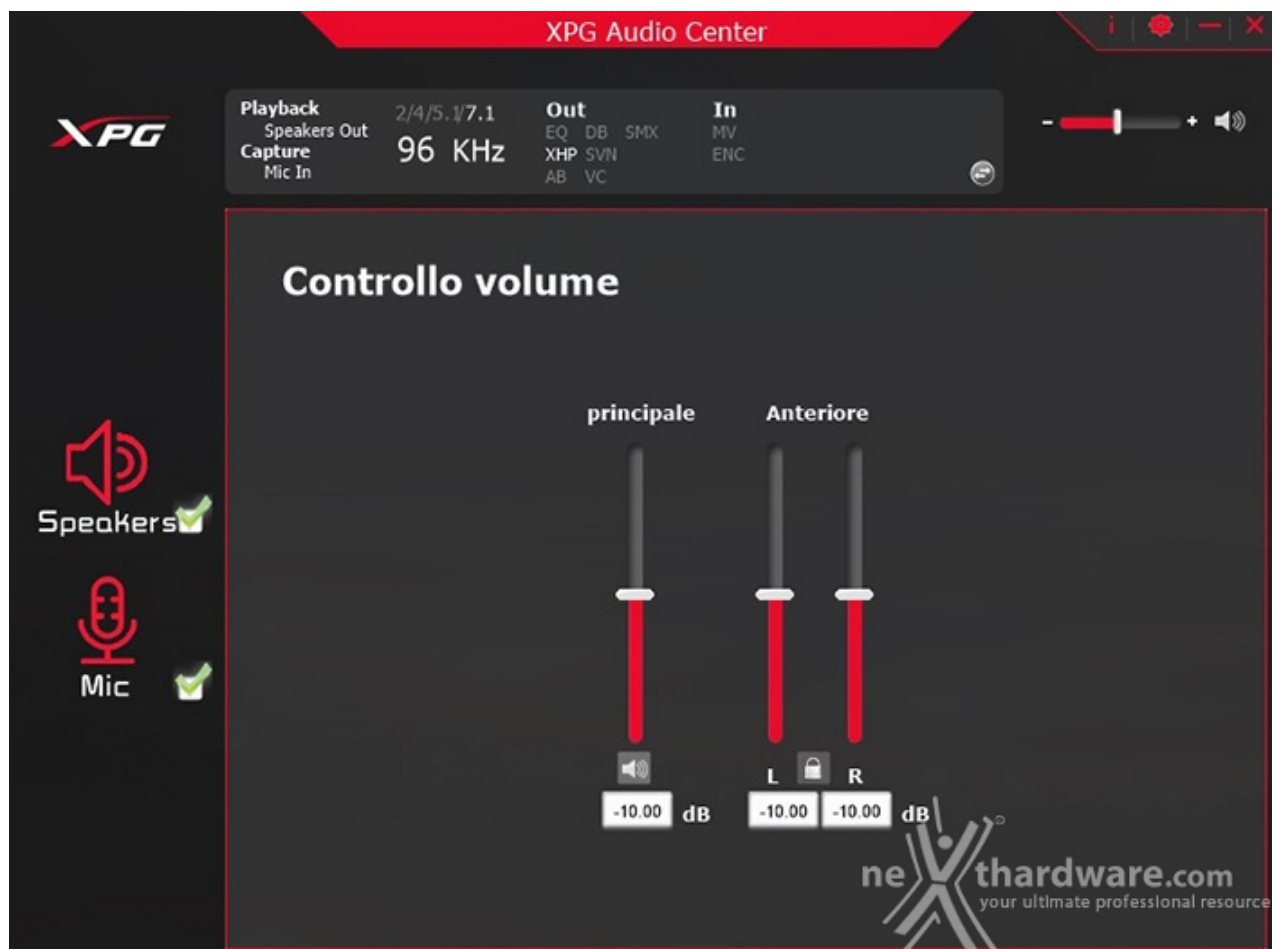 XPG Audio Center
i
XPG
Playback
Speakers Out
Capture
Mic In
2/4/5.1/7.1
96 KHz
Out
EQ DB SMX
XHP SVN
AB VC
In
MV
ENC
- +
Controllo volume
principale
Anteriore
Speakers
Mic
L R
-10.00 dB
-10.00 -10.00 dB
nexthardware.com
your ultimate professional resource